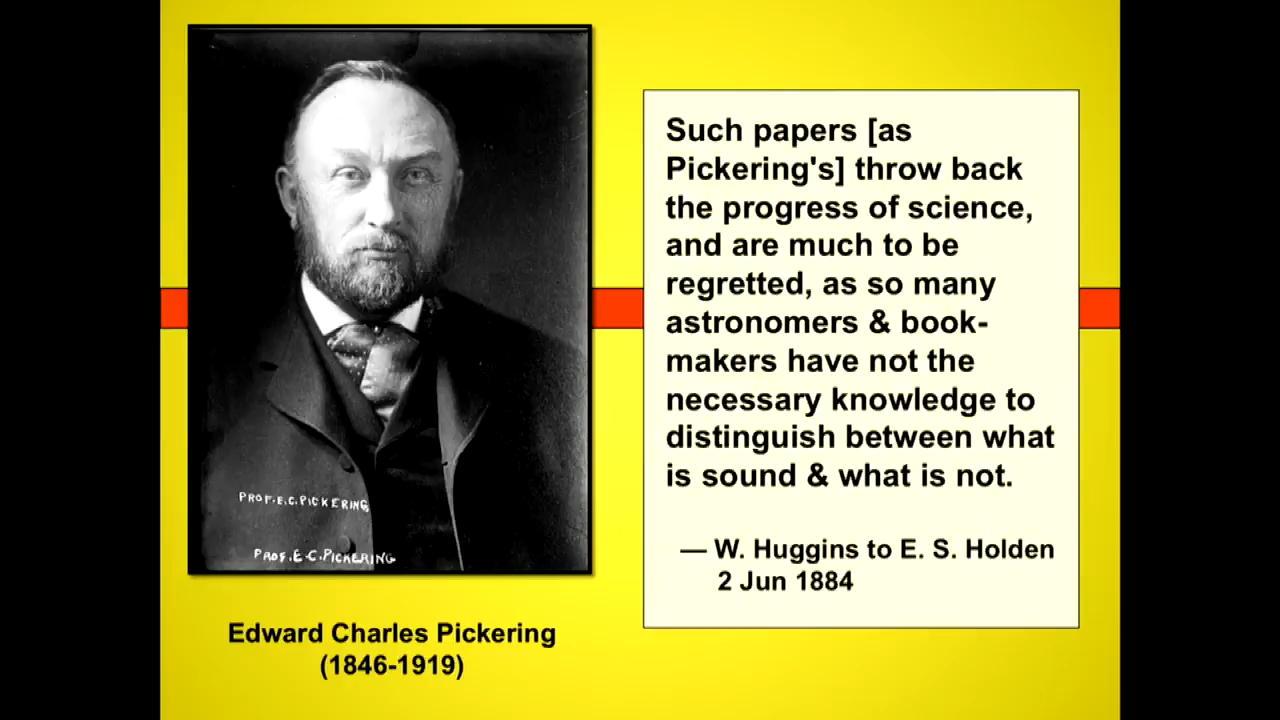 PROF.E.C.PICKERING
PROF.E.C.PICKERING
Edward Charles Pickering
(1846-1919)
Such papers [as
Pickering's] throw back
the progress of science,
and are much to be
regretted, as so many
astronomers & book-
makers have not the
necessary knowledge to
distinguish between what
is sound & what is not.
— W. Huggins to E. S. Holden
2 Jun 1884